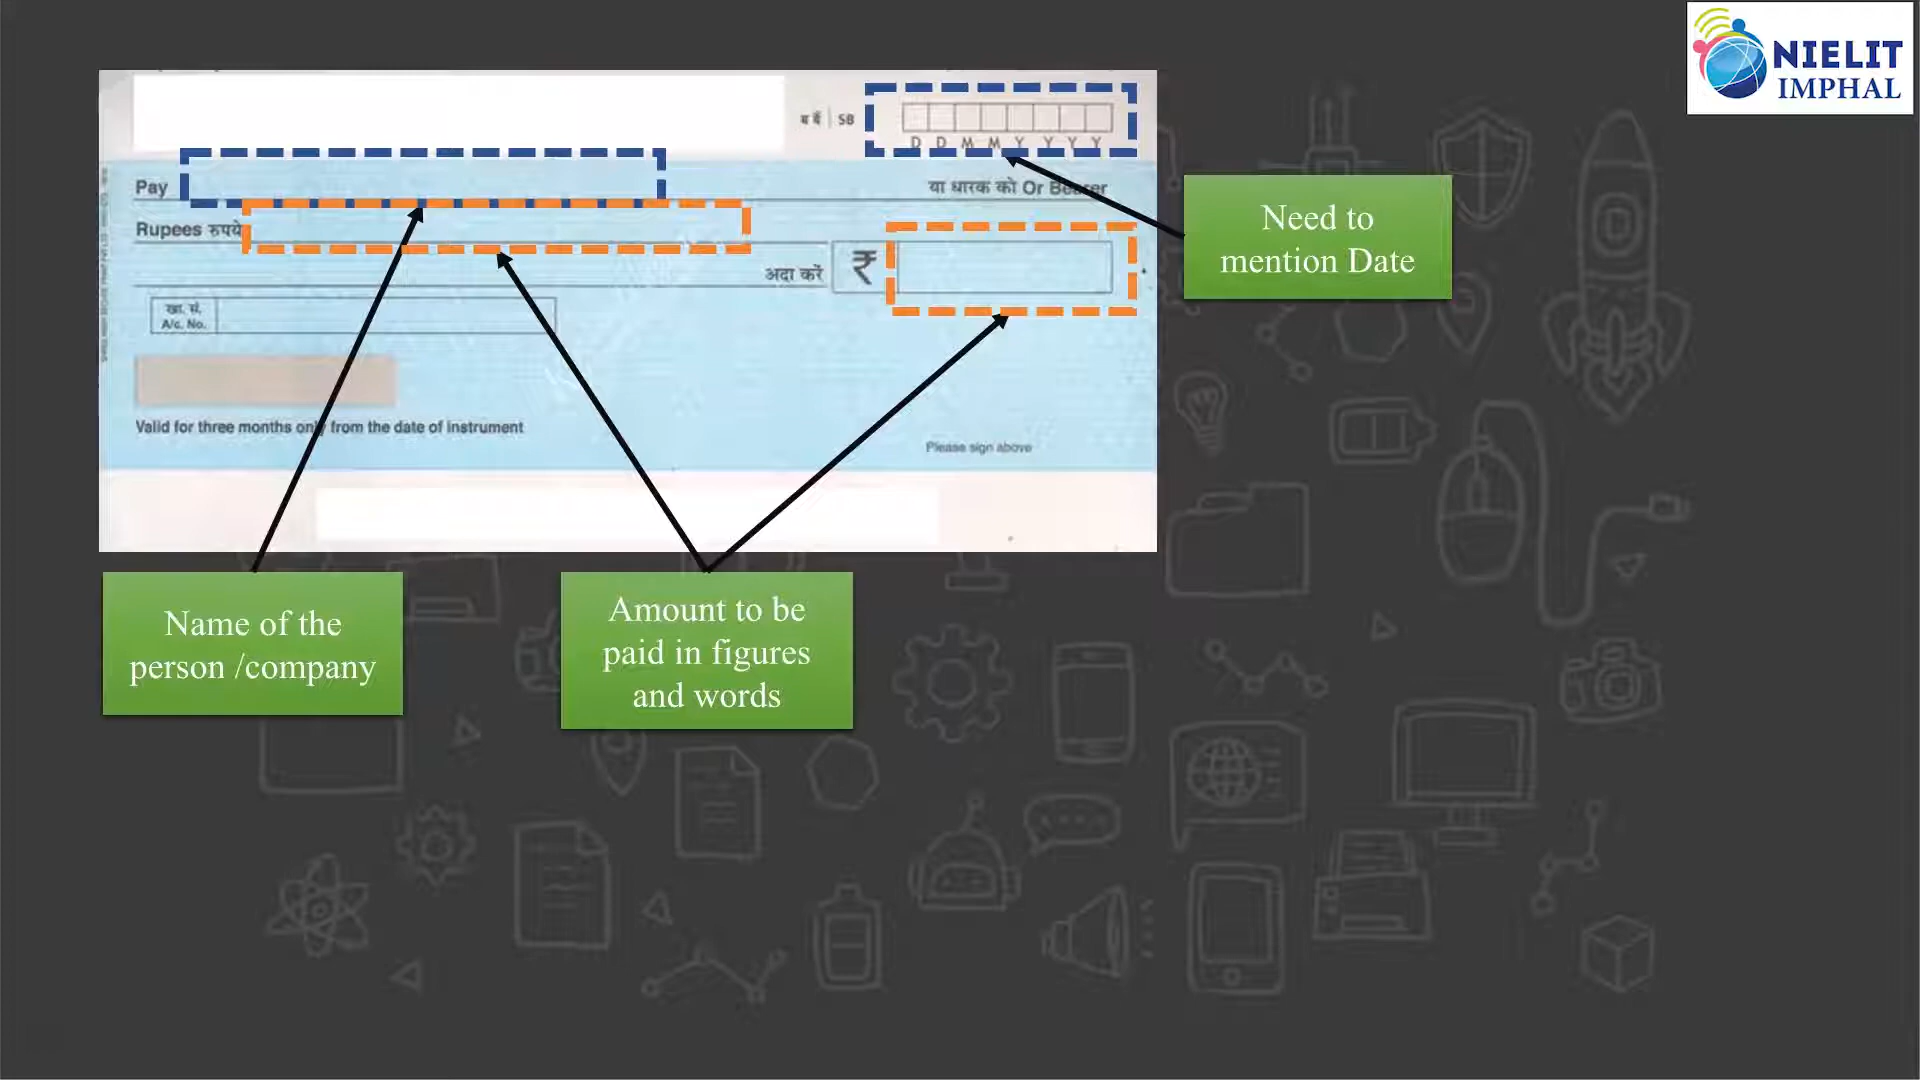 NIELIT
IMPHAL
ब बैं | SB
D D M M Y Y Y Y
Pay
या धारक को Or Bearer
Rupees रुपये
अदा करें
₹
खा. सं.
A/c. No.
Valid for three months only from the date of instrument
Please sign above
Need to
mention Date
Name of the
person /company
Amount to be
paid in figures
and words